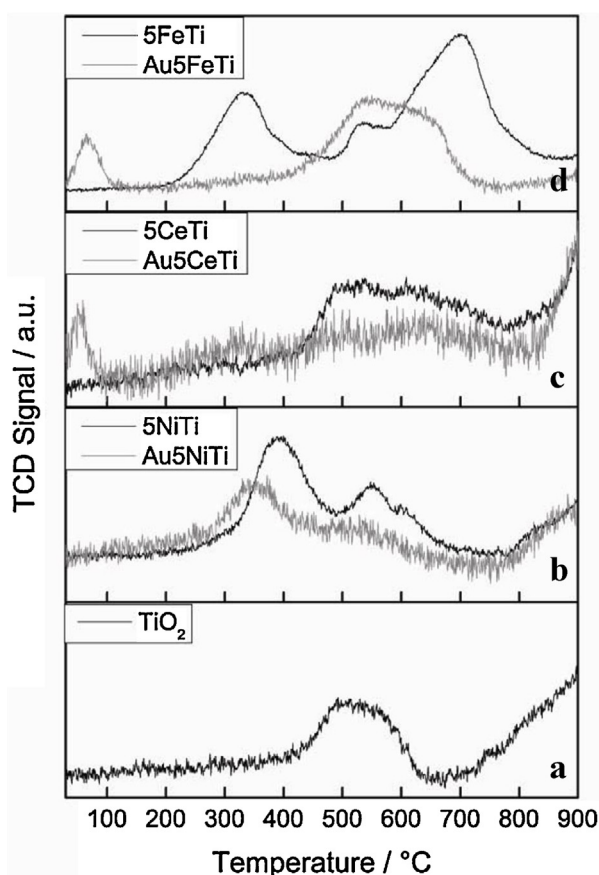 5FeTi
Au5FeTi
d
5CeTi
Au5CeTi
c
TCD Signal / a.u.
5NiTi
Au5NiTi
b
TiO₂
a
100 200 300 400 500 600 700 800 900
Temperature / °C